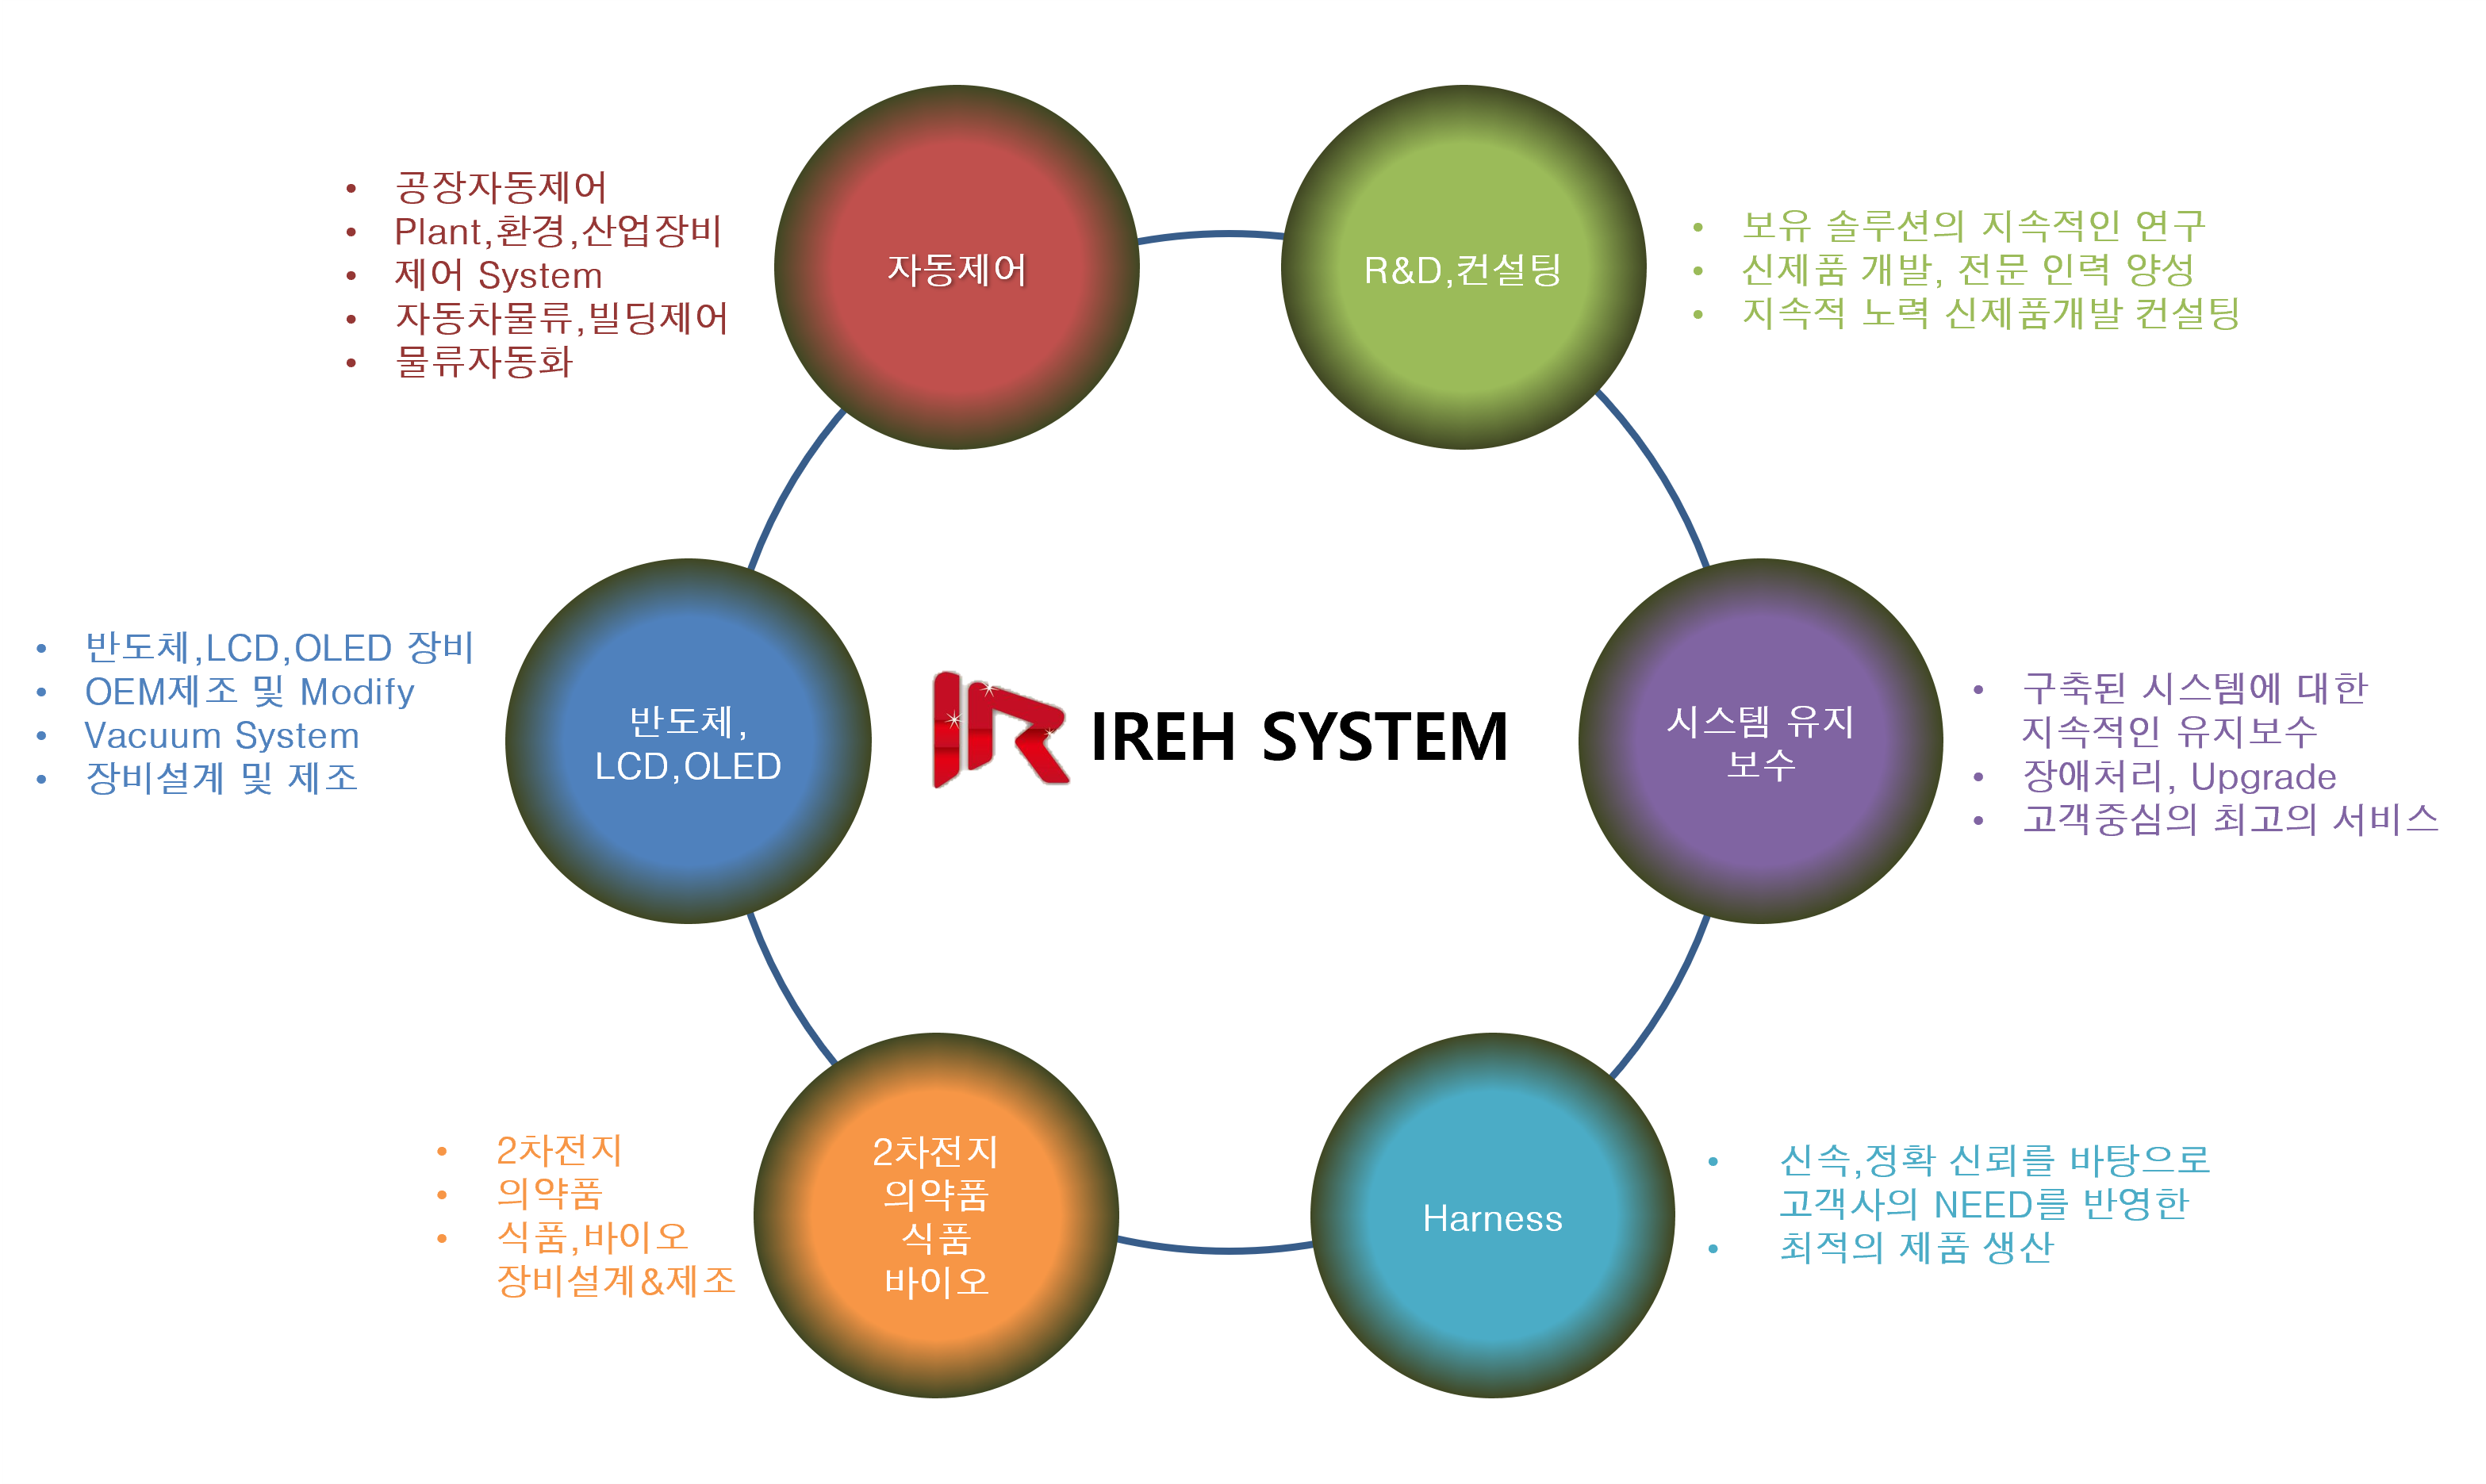 자동제어
• 공장자동제어
• Plant,환경,산업장비
• 제어 System
• 자동차물류,빌딩제어
• 물류자동화
R&D,컨설팅
• 보유 솔루션의 지속적인 연구
• 신제품 개발, 전문 인력 양성
• 지속적 노력 신제품개발 컨설팅
반도체,
LCD,OLED
• 반도체,LCD,OLED 장비
• OEM제조 및 Modify
• Vacuum System
• 장비설계 및 제조
IR IREH SYSTEM
시스템 유지
보수
• 구축된 시스템에 대한
지속적인 유지보수
• 장애처리, Upgrade
• 고객중심의 최고의 서비스
2차전지
의약품
식품
바이오
• 2차전지
• 의약품
• 식품,바이오
장비설계&제조
Harness
• 신속,정확 신뢰를 바탕으로
고객사의 NEED를 반영한
• 최적의 제품 생산